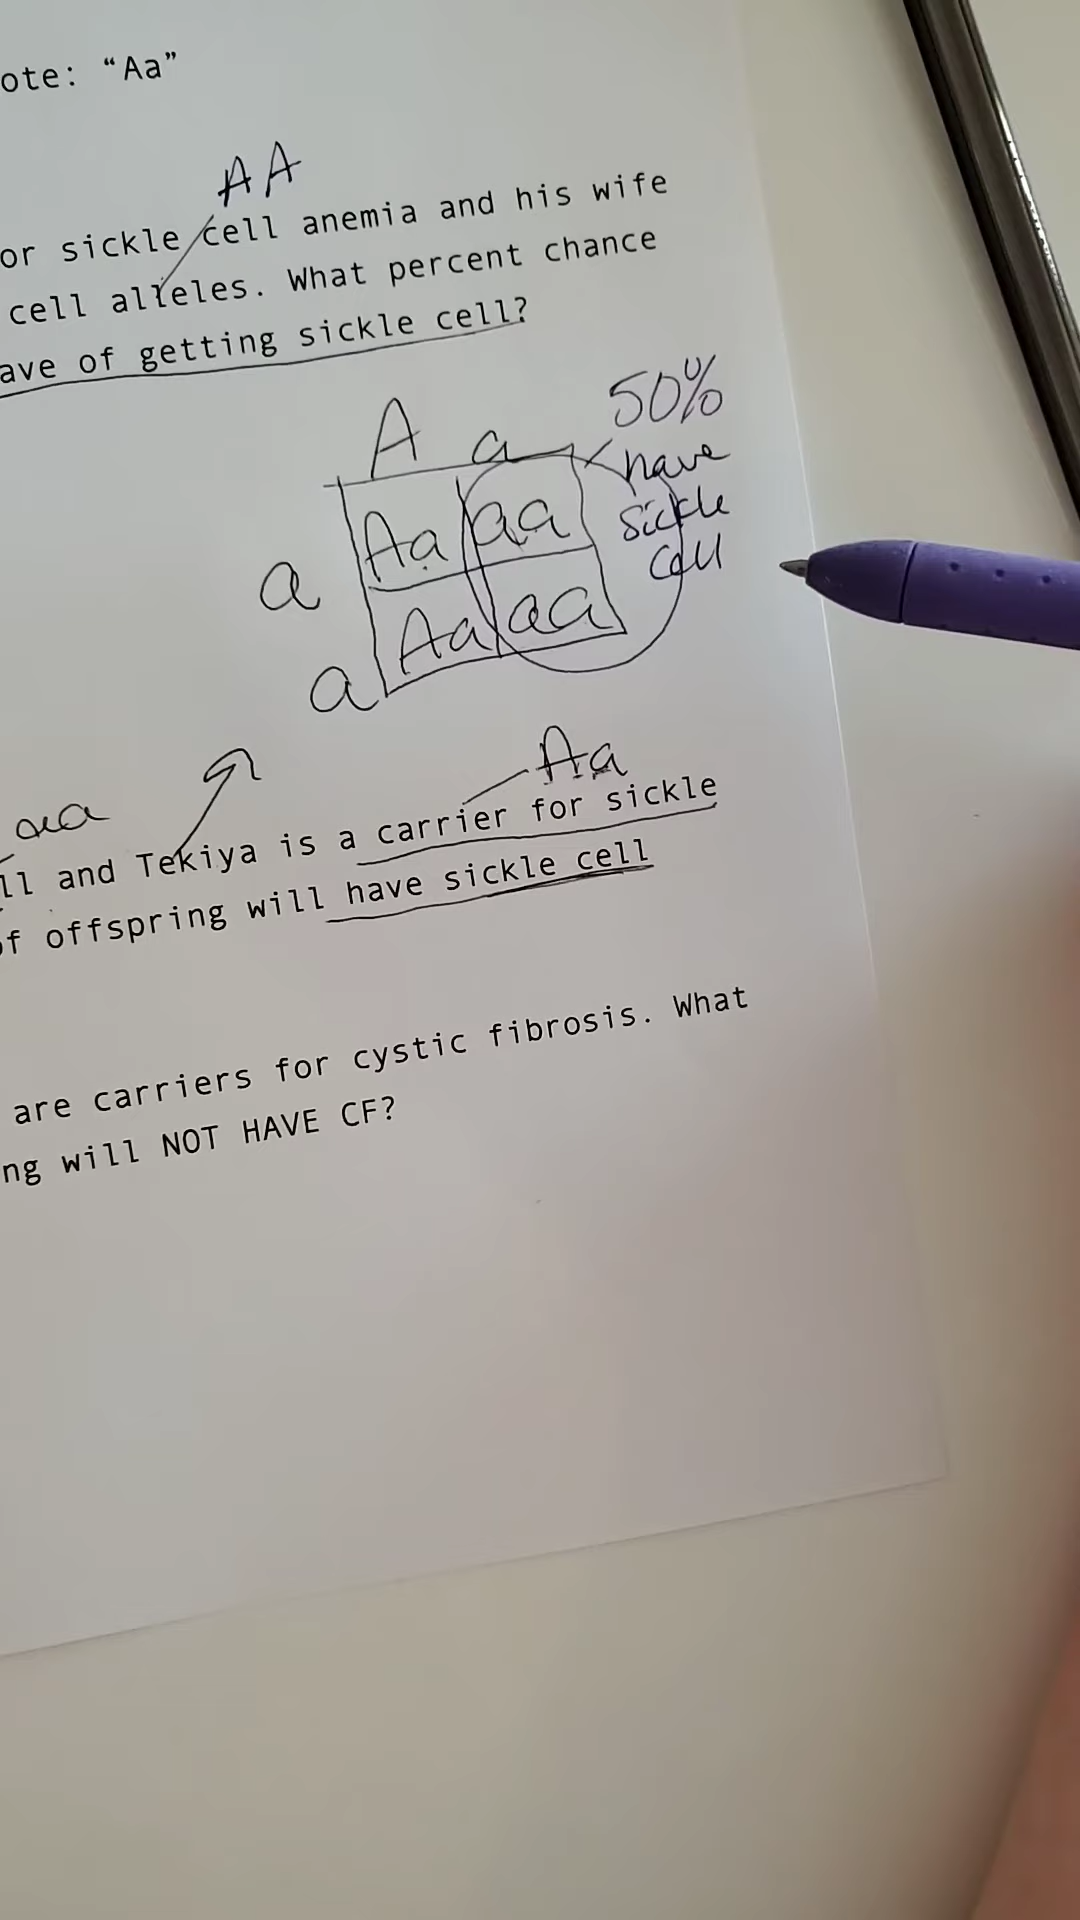 ote: “Aa”
AA
or sickle cell anemia and his wife
cell alleles. What percent chance
ave of getting sickle cell?
A a
50%
have
sickle
cell
a Aa aa
a Aa aa
Aa
aa
ll and Tekiya is a carrier for sickle
of offspring will have sickle cell
are carriers for cystic fibrosis. What
ng will NOT HAVE CF?